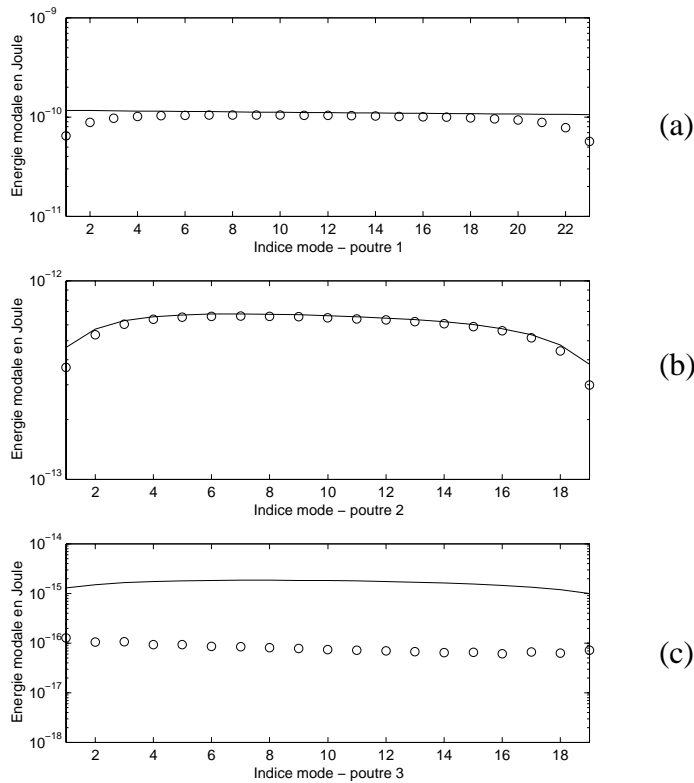 10⁻⁹
10⁻¹⁰
10⁻¹¹
Energie modale en Joule
2 4 6 8 10 12 14 16 18 20 22
Indice mode − poutre 1
(a)
10⁻¹²
10⁻¹³
Energie modale en Joule
2 4 6 8 10 12 14 16 18
Indice mode − poutre 2
(b)
10⁻¹⁴
10⁻¹⁵
10⁻¹⁶
10⁻¹⁷
10⁻¹⁸
Energie modale en Joule
2 4 6 8 10 12 14 16 18
Indice mode − poutre 3
(c)